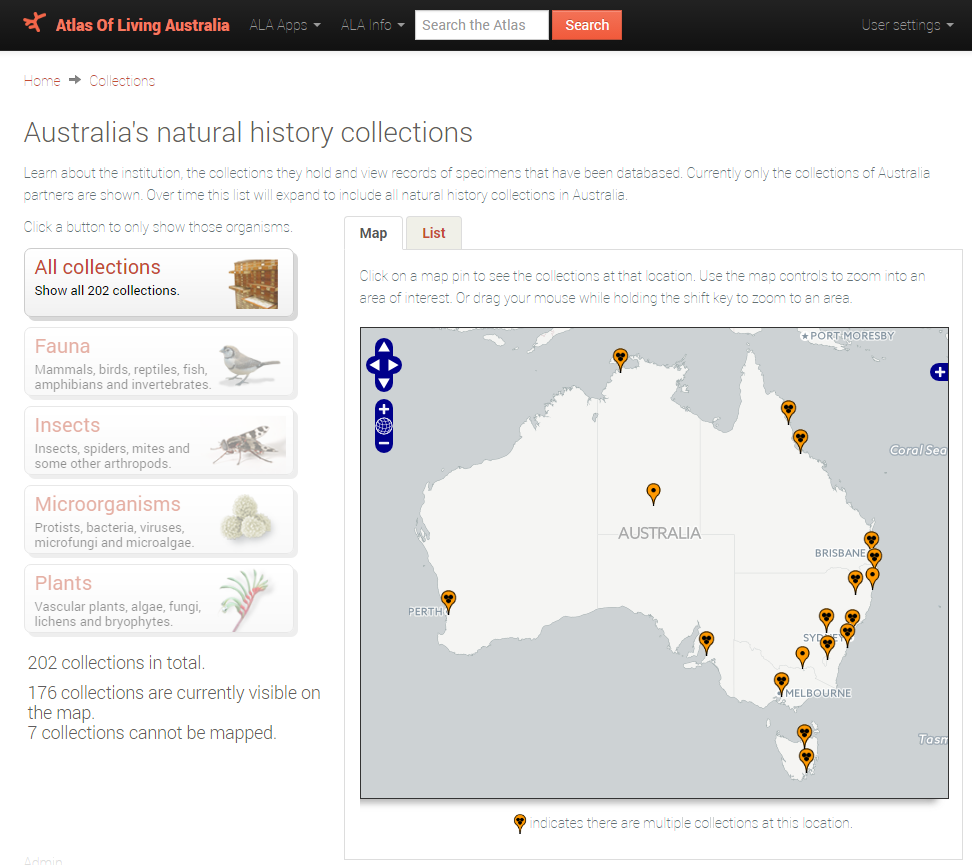 Atlas Of Living Australia ALA Apps ALA Info Search the Atlas Search User settings
Home Collections
Australia's natural history collections
Learn about the institution, the collections they hold and view records of specimens that have been databased. Currently only the collections of Australia
partners are shown. Over time this list will expand to include all natural history collections in Australia.
Click a button to only show those organisms.
All collections
Show all 202 collections.
Fauna
Mammals, birds, reptiles, fish,
amphibians and invertebrates.
Insects
Insects, spiders, mites and
some other arthropods.
Microorganisms
Protists, bacteria, viruses,
microfungi and microalgae.
Plants
Vascular plants, algae, fungi,
lichens and bryophytes.
202 collections in total.
176 collections are currently visible on
the map.
7 collections cannot be mapped.
Map List
Click on a map pin to see the collections at that location. Use the map controls to zoom into an
area of interest. Or drag your mouse while holding the shift key to zoom to an area.
PORT MORESBY
Coral Sea
AUSTRALIA
BRISBANE
PERTH
SYDNEY
MELBOURNE
Tasm
indicates there are multiple collections at this location.
Admin